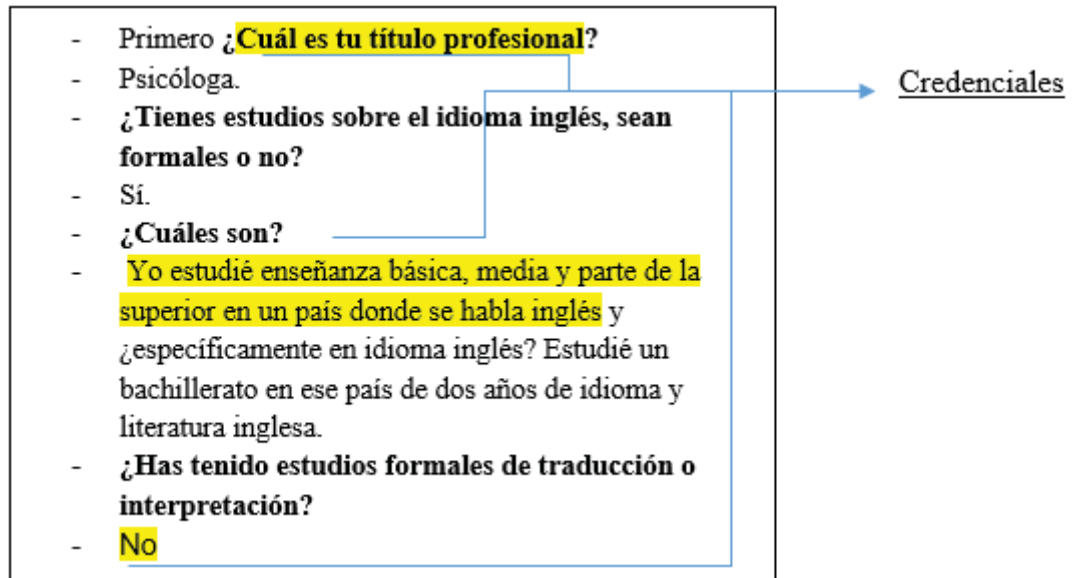 - Primero ¿Cuál es tu título profesional?
- Psicóloga.
- ¿Tienes estudios sobre el idioma inglés, sean
formales o no?
- Sí.
- ¿Cuáles son?
- Yo estudié enseñanza básica, media y parte de la
superior en un país donde se habla inglés y
¿específicamente en idioma inglés? Estudié un
bachillerato en ese país de dos años de idioma y
literatura inglesa.
- ¿Has tenido estudios formales de traducción o
interpretación?
- No
Credenciales